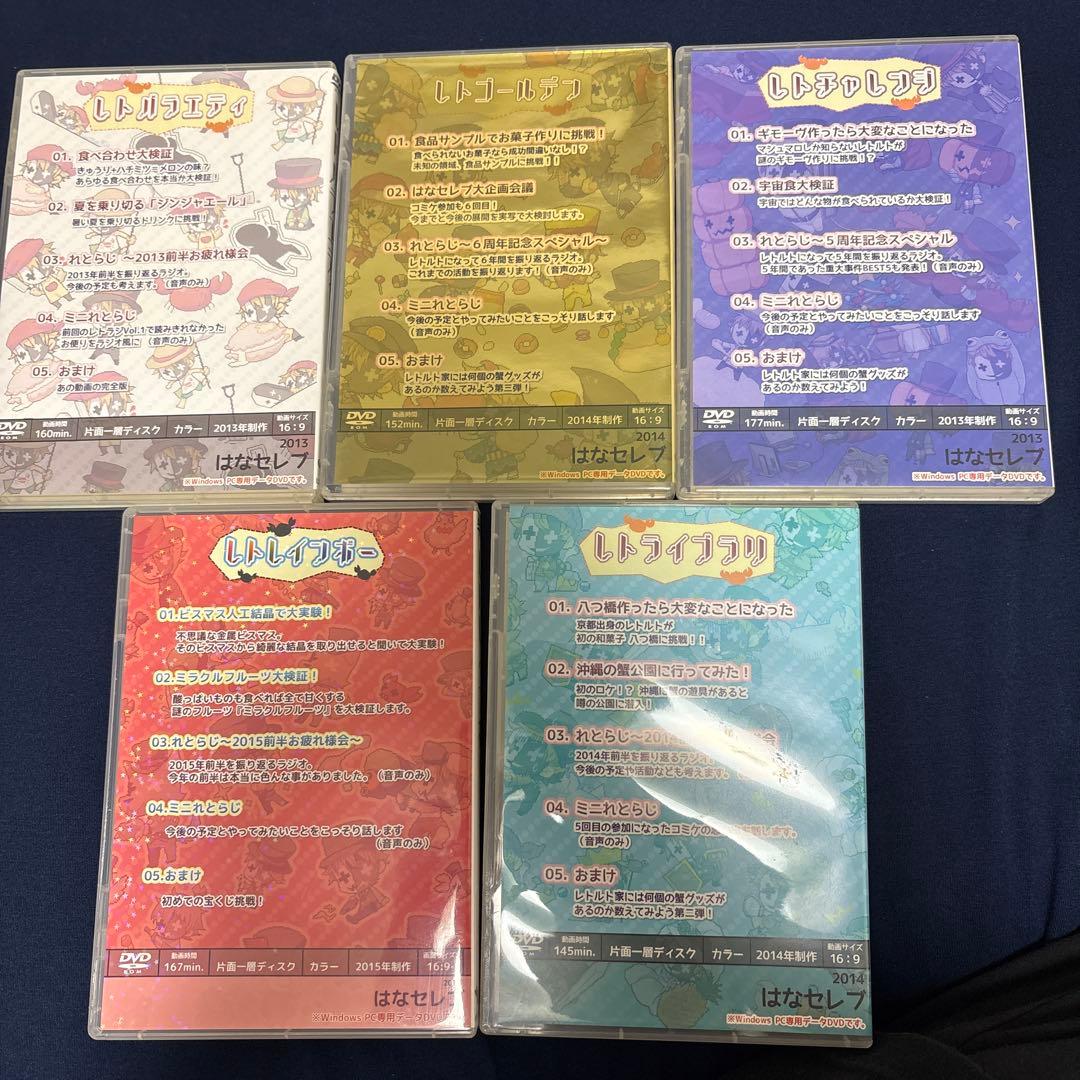 レトバラエティ
01. 食べ合わせ大検証
きゅうり+ハチミツ=メロンの味?
あらゆる食べ合わせを本当か大検証!
02. 夏を乗り切る「ジンジャエール」
暑い夏を乗り切るドリンクに挑戦!
03. れとらじ ～2013前半お疲れ様会
2013年前半を振り返るラジオ。
今後の予定も考えます。(音声のみ)
04. ミニれとらじ
前回のレトラジVol.1で読みきれなかった
お便りをラジオ風に (音声のみ)
05. おまけ
あの動画の完全版
DVD ROM
動画時間
160min.
片面一層ディスク
カラー
2013年制作
動画サイズ
16:9
2013
はなセレブ
※Windows PC専用データDVDです。
レトゴールデン
01. 食品サンプルでお菓子作りに挑戦!
食べられないお菓子なら成功間違いなし!?
未知の領域、食品サンプルに挑戦!!
02. はなセレブ大企画会議
コミケ参加も6回目!
今までと今後の展開を実写で大検討します。
03. れとらじ～6周年記念スペシャル～
レトルトになって6年間を振り返るラジオ。
これまでの活動を振り返ります!(音声のみ)
04. ミニれとらじ
今後の予定とやってみたいことをこっそり話します
(音声のみ)
05. おまけ
レトルト家には何個の蟹グッズが
あるのか数えてみよう第三弾!
DVD ROM
動画時間
152min.
片面一層ディスク
カラー
2014年制作
動画サイズ
16:9
2014
はなセレブ
※Windows PC専用データDVDです。
レトチャレンジ
01. ギモーヴ作ったら大変なことになった
マシュマロしか知らないレトルトが
謎のギモーヴ作りに挑戦!?
02. 宇宙食大検証
宇宙ではどんな物が食べられているか大検証!
03. れとらじ～5周年記念スペシャル
レトルトになって5年間を振り返るラジオ。
5年間であった重大事件BEST5も発表!(音声のみ)
04. ミニれとらじ
今後の予定とやってみたいことをこっそり話します
(音声のみ)
05. おまけ
レトルト家には何個の蟹グッズが
あるのか数えてみよう!
DVD ROM
動画時間
177min.
片面一層ディスク
カラー
2013年制作
動画サイズ
16:9
2013
はなセレブ
※Windows PC専用データDVDです。
レトレインボー
01.ビスマス人工結晶で大実験!
不思議な金属ビスマス。
そのビスマスから綺麗な結晶を取り出せると聞いて大実験!
02.ミラクルフルーツ大検証!
酸っぱいものも食べれば全て甘くする
謎のフルーツ『ミラクルフルーツ』を大検証します。
03.れとらじ～2015前半お疲れ様会～
2015年前半を振り返るラジオ。
今年の前半は本当に色んな事がありました。(音声のみ)
04.ミニれとらじ
今後の予定とやってみたいことをこっそり話します
(音声のみ)
05.おまけ
初めての宝くじ挑戦!
DVD ROM
動画時間
167min.
片面一層ディスク
カラー
2015年制作
画面サイズ
16:9
はなセレブ
※Windows PC専用データDVDです。
レトライブラリ
01. 八つ橋作ったら大変なことになった
京都出身のレトルトが
初の和菓子 八つ橋に挑戦!!
02. 沖縄の蟹公園に行ってみた!
初のロケ!? 沖縄に蟹の遊具があると
噂の公園に潜入!
03. れとらじ～201
2014年前半を振り返るラジオ
今後の予定や活動なども考えます。
04. ミニれとらじ
5回目の参加になったコミケの
(音声のみ)
05. おまけ
レトルト家には何個の蟹グッズが
あるのか数えてみよう第二弾!
DVD ROM
動画時間
145min.
片面一層ディスク
カラー
2014年制作
動画サイズ
16:9
2014
はなセレブ
※Windows PC専用データDVDです。